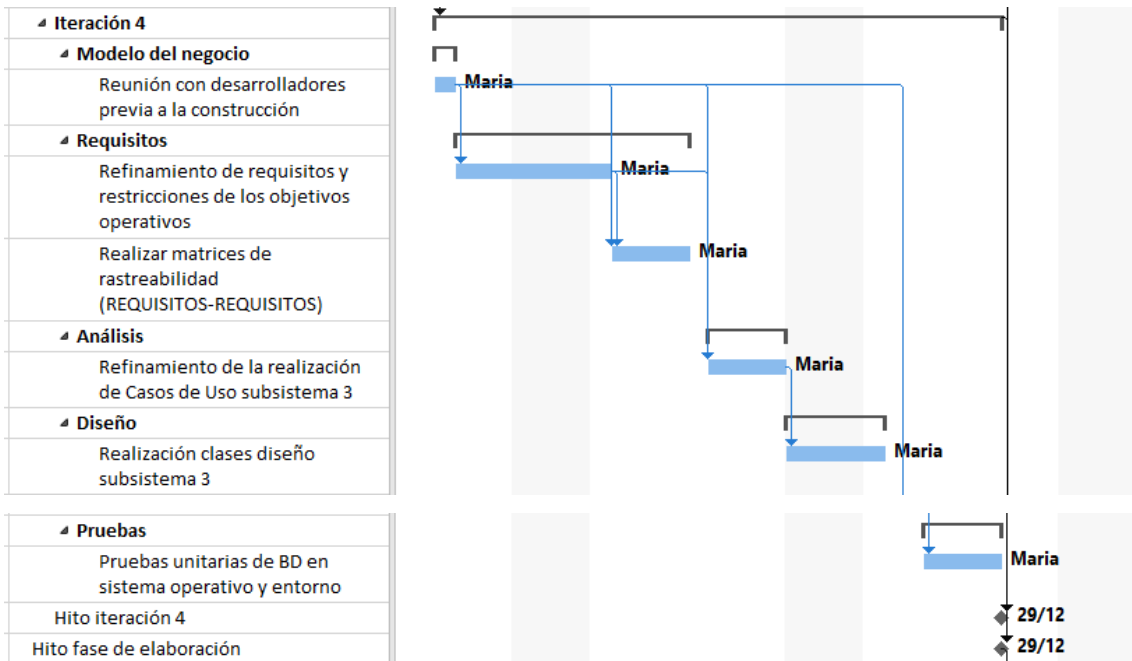 Iteración 4
Modelo del negocio
Reunión con desarrolladores
previa a la construcción
Maria
Requisitos
Refinamiento de requisitos y
restricciones de los objetivos
operativos
Maria
Realizar matrices de
rastreabilidad
(REQUISITOS-REQUISITOS)
Maria
Análisis
Refinamiento de la realización
de Casos de Uso subsistema 3
Maria
Diseño
Realización clases diseño
subsistema 3
Maria
Pruebas
Pruebas unitarias de BD en
sistema operativo y entorno
Maria
Hito iteración 4
29/12
Hito fase de elaboración
29/12